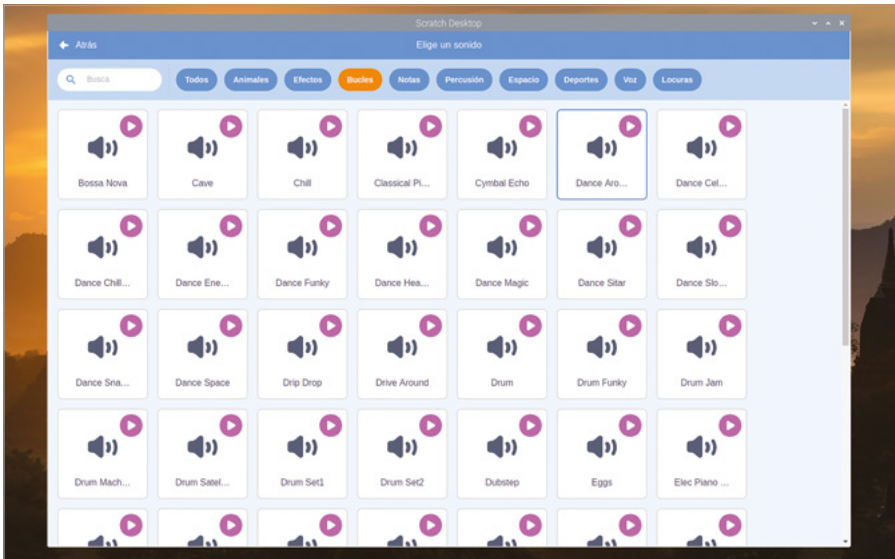 Scratch Desktop
Atrás
Elige un sonido
Busca
Todos Animales Efectos Bucles Notas Percusión Espacio Deportes Voz Locuras
Bossa Nova Cave Chill Classical Pi... Cymbal Echo Dance Aro... Dance Cel...
Dance Chill... Dance Ene... Dance Funky Dance Hea... Dance Magic Dance Sitar Dance Slo...
Dance Sna... Dance Space Drip Drop Drive Around Drum Drum Funky Drum Jam
Drum Mach... Drum Satel... Drum Set1 Drum Set2 Dubstep Eggs Elec Piano ...